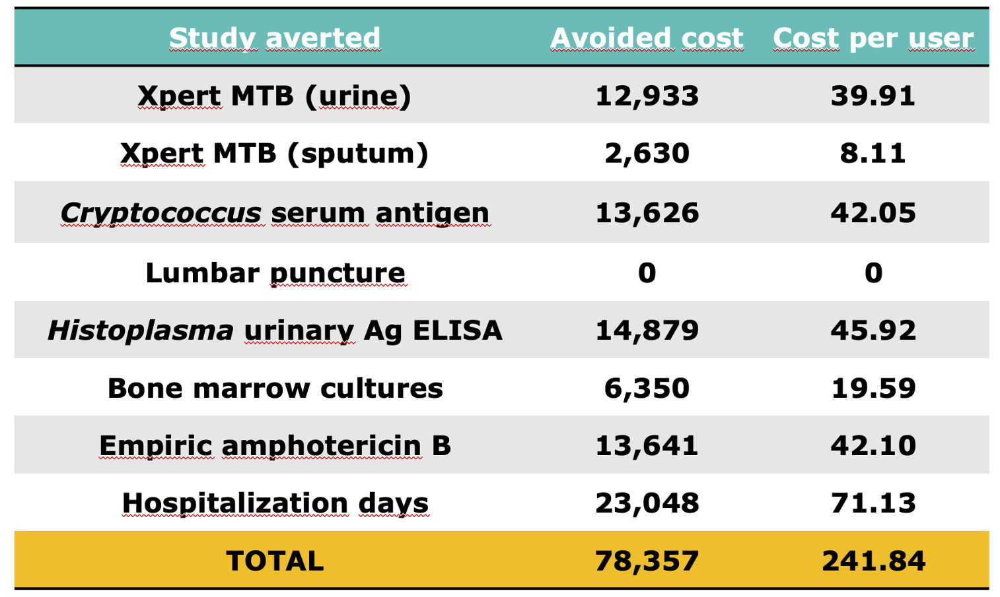 Study averted Avoided cost Cost per user
Xpert MTB (urine) 12,933 39.91
Xpert MTB (sputum) 2,630 8.11
Cryptococcus serum antigen 13,626 42.05
Lumbar puncture 0 0
Histoplasma urinary Ag ELISA 14,879 45.92
Bone marrow cultures 6,350 19.59
Empiric amphotericin B 13,641 42.10
Hospitalization days 23,048 71.13
TOTAL 78,357 241.84